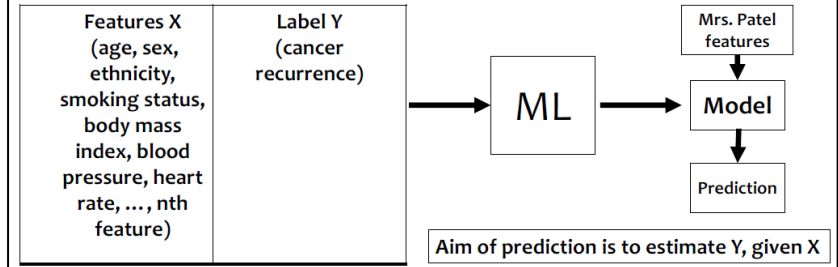 Features X
(age, sex,
ethnicity,
smoking status,
body mass
index, blood
pressure, heart
rate, ..., nth
feature)
Label Y
(cancer
recurrence)
ML
Mrs. Patel
features
Model
Prediction
Aim of prediction is to estimate Y, given X